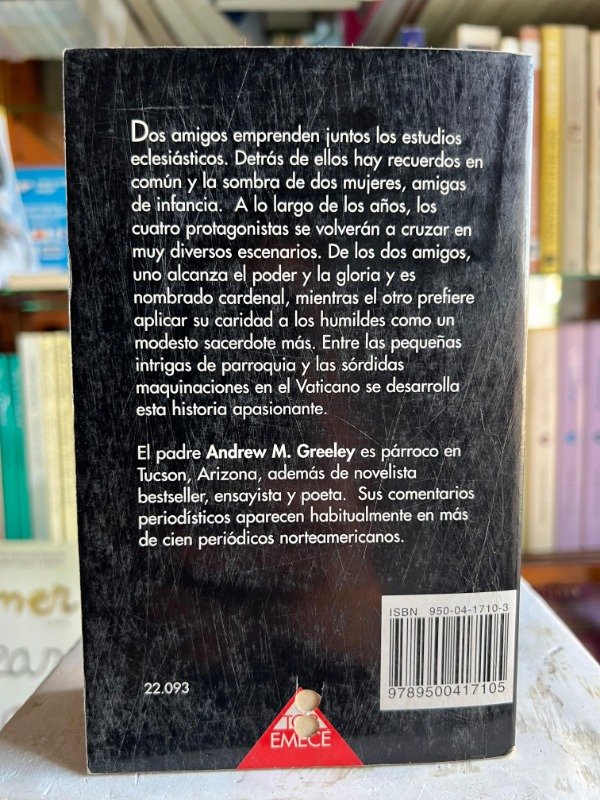 Dos amigos emprenden juntos los estudios
eclesiásticos. Detrás de ellos hay recuerdos en
común y la sombra de dos mujeres, amigas
de infancia. A lo largo de los años, los
cuatro protagonistas se volverán a cruzar en
muy diversos escenarios. De los dos amigos,
uno alcanza el poder y la gloria y es
nombrado cardenal, mientras el otro prefiere
aplicar su caridad a los humildes como un
modesto sacerdote más. Entre las pequeñas
intrigas de parroquia y las sórdidas
maquinaciones en el Vaticano se desarrolla
esta historia apasionante.
El padre Andrew M. Greeley es párroco en
Tucson, Arizona, además de novelista
bestseller, ensayista y poeta. Sus comentarios
periodísticos aparecen habitualmente en más
de cien periódicos norteamericanos.
ISBN 950-04-1710-3
9789500417105
22.093
EMECE